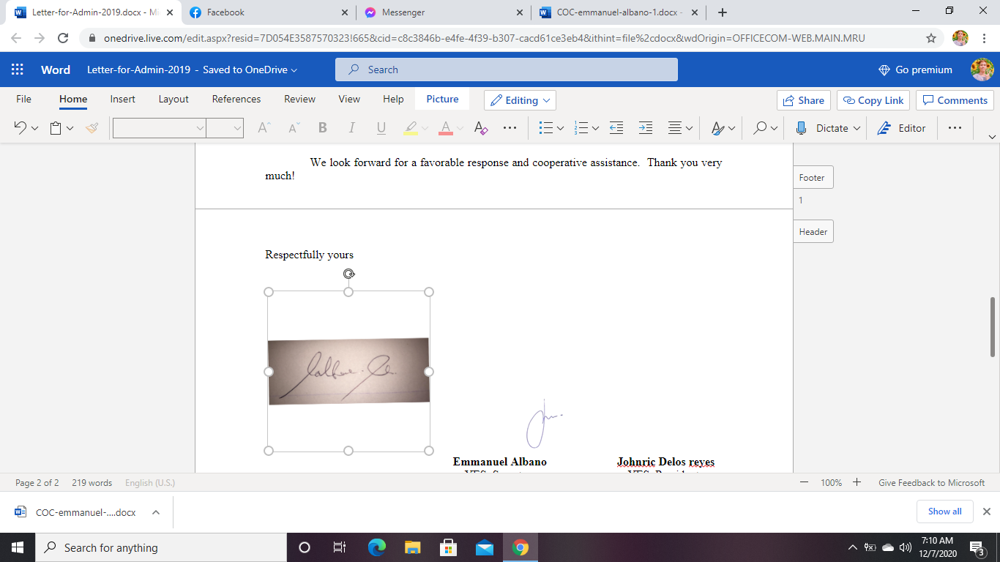 Letter-for-Admin-2019.docx - Mi
Facebook
Messenger
COC-emmanuel-albano-1.docx -
onedrive.live.com/edit.aspx?resid=7D054E3587570323!665&cid=c8c3846b-e4fe-4f39-b307-cacd61ce3eb4&ithint=file%2cdocx&wdOrigin=OFFICECOM-WEB.MAIN.MRU
Word Letter-for-Admin-2019 - Saved to OneDrive Search Go premium
File Home Insert Layout References Review View Help Picture Editing Share Copy Link Comments
Dictate Editor
We look forward for a favorable response and cooperative assistance. Thank you very
much!
Footer
1
Header
Respectfully yours
Emmanuel Albano Johnric Delos reyes
Page 2 of 2 219 words English (U.S.) 100% Give Feedback to Microsoft
COC-emmanuel-....docx Show all
Search for anything
7:10 AM
12/7/2020
3